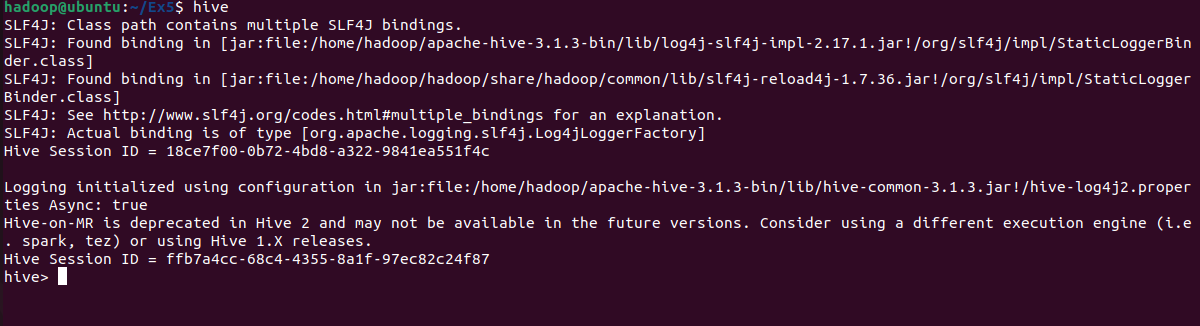 hadoop@ubuntu:~/Ex5$ hive
SLF4J: Class path contains multiple SLF4J bindings.
SLF4J: Found binding in [jar:file:/home/hadoop/apache-hive-3.1.3-bin/lib/log4j-slf4j-impl-2.17.1.jar!/org/slf4j/impl/StaticLoggerBin
der.class]
SLF4J: Found binding in [jar:file:/home/hadoop/hadoop/share/hadoop/common/lib/slf4j-reload4j-1.7.36.jar!/org/slf4j/impl/StaticLogger
Binder.class]
SLF4J: See http://www.slf4j.org/codes.html#multiple_bindings for an explanation.
SLF4J: Actual binding is of type [org.apache.logging.slf4j.Log4jLoggerFactory]
Hive Session ID = 18ce7f00-0b72-4bd8-a322-9841ea551f4c
Logging initialized using configuration in jar:file:/home/hadoop/apache-hive-3.1.3-bin/lib/hive-common-3.1.3.jar!/hive-log4j2.proper
ties Async: true
Hive-on-MR is deprecated in Hive 2 and may not be available in the future versions. Consider using a different execution engine (i.e
. spark, tez) or using Hive 1.X releases.
Hive Session ID = ffb7a4cc-68c4-4355-8a1f-97ec82c24f87
hive>